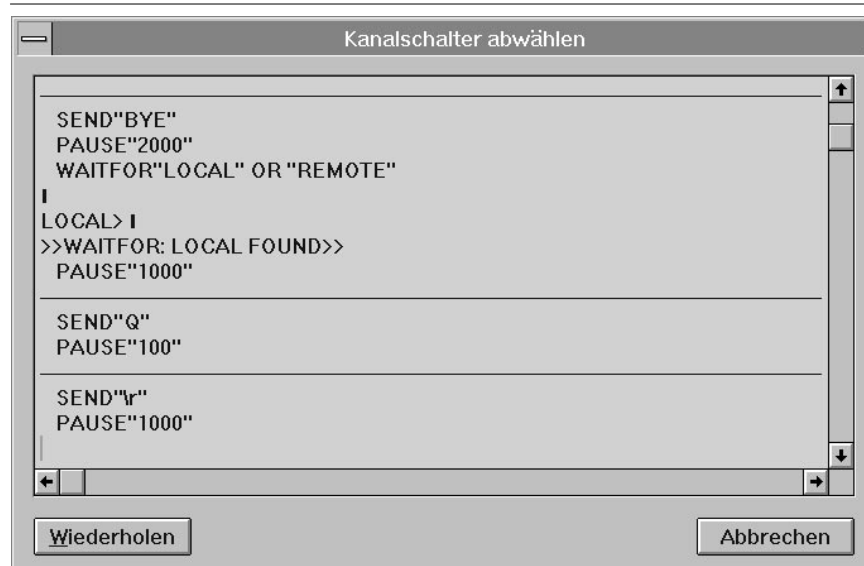 Kanalschalter abwählen
SEND"BYE"
PAUSE"2000"
WAITFOR"LOCAL" OR "REMOTE"
LOCAL>
>>WAITFOR: LOCAL FOUND>>
PAUSE"1000"
SEND"Q"
PAUSE"100"
SEND"\r"
PAUSE"1000"
Wiederholen
Abbrechen